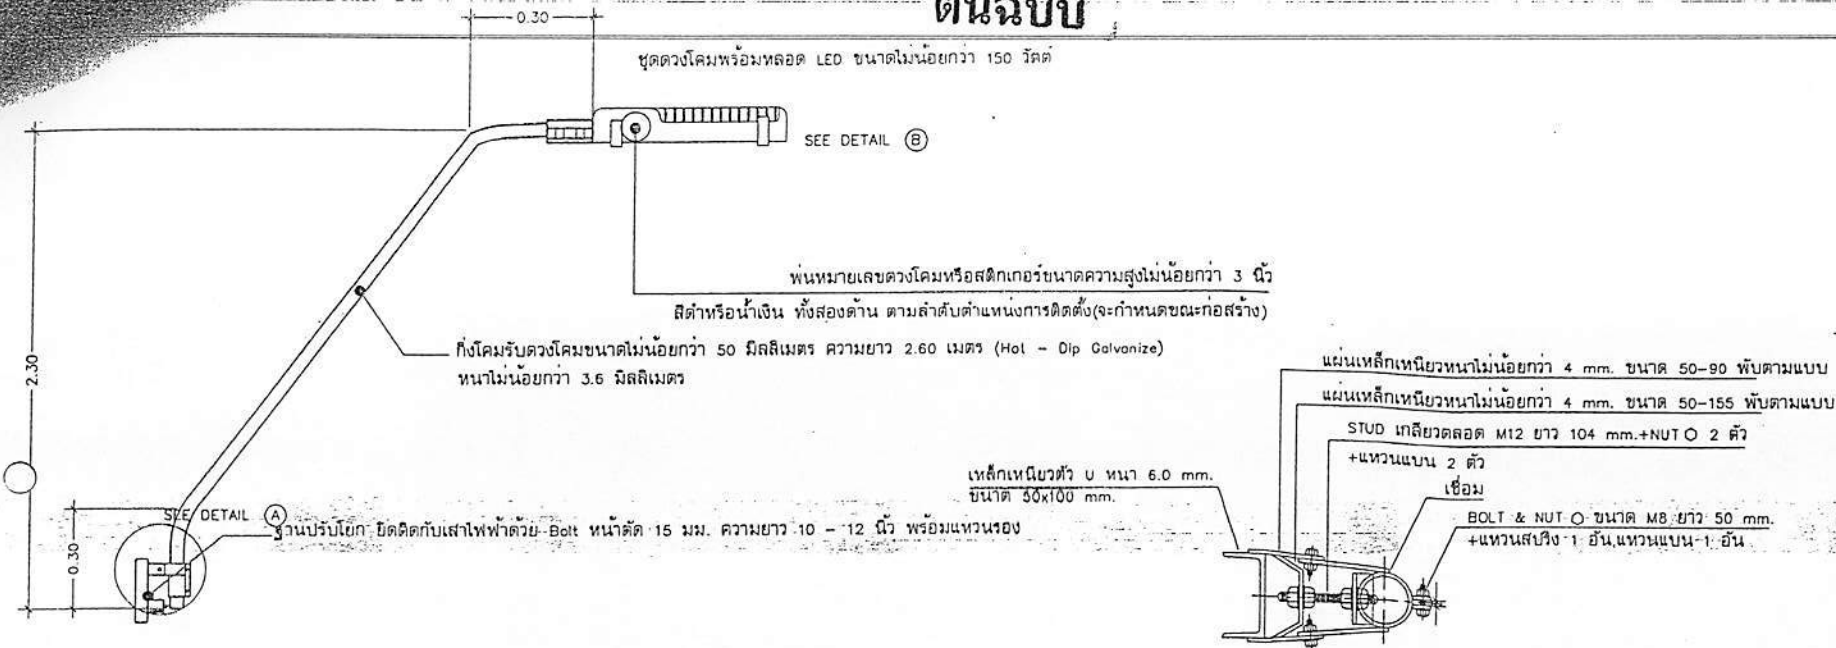 ต้นฉบับ
0.30
ชุดดวงโคมพร้อมหลอด LED ขนาดไม่น้อยกว่า 150 วัตต์
SEE DETAIL B
2.30
พ่นหมายเลขดวงโคมหรือสติกเกอร์ขนาดความสูงไม่น้อยกว่า 3 นิ้ว
สีดำหรือน้ำเงิน ทั้งสองด้าน ตามลำดับตำแหน่งการติดตั้ง(จะกำหนดขณะก่อสร้าง)
กิ่งโคมรับดวงโคมขนาดไม่น้อยกว่า 50 มิลลิเมตร ความยาว 2.60 เมตร (Hot - Dip Galvanize)
หนาไม่น้อยกว่า 3.6 มิลลิเมตร
แผ่นเหล็กเหนียวหนาไม่น้อยกว่า 4 mm. ขนาด 50-90 พับตามแบบ
แผ่นเหล็กเหนียวหนาไม่น้อยกว่า 4 mm. ขนาด 50-155 พับตามแบบ
STUD เกลียวตลอด M12 ยาว 104 mm.+NUT 2 ตัว
+แหวนแบน 2 ตัว
เหล็กเหนียวตัว U หนา 6.0 mm.
ขนาด 50x100 mm.
เชื่อม
SEE DETAIL A
ฐานปรับโยก ยึดติดกับเสาไฟฟ้าด้วย Bolt หน้าตัด 15 มม. ความยาว 10 - 12 นิ้ว พร้อมแหวนรอง
BOLT & NUT ขนาด M8 ยาว 50 mm.
+แหวนสปริง 1 อัน,แหวนแบน 1 อัน
0.30